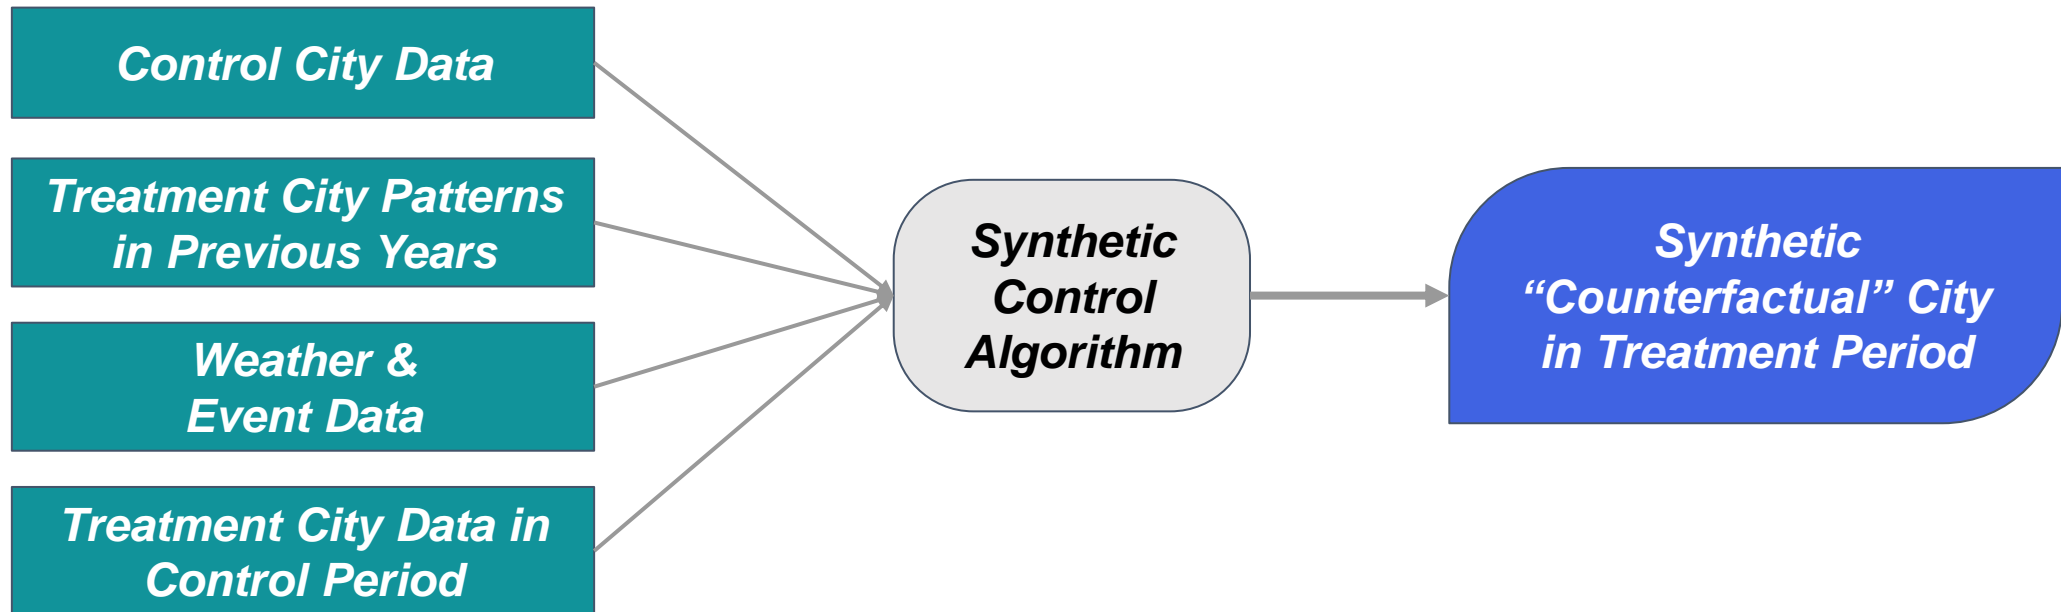 Control City Data
Treatment City Patterns
in Previous Years
Weather &
Event Data
Treatment City Data in
Control Period
Synthetic
Control
Algorithm
Synthetic
“Counterfactual” City
in Treatment Period